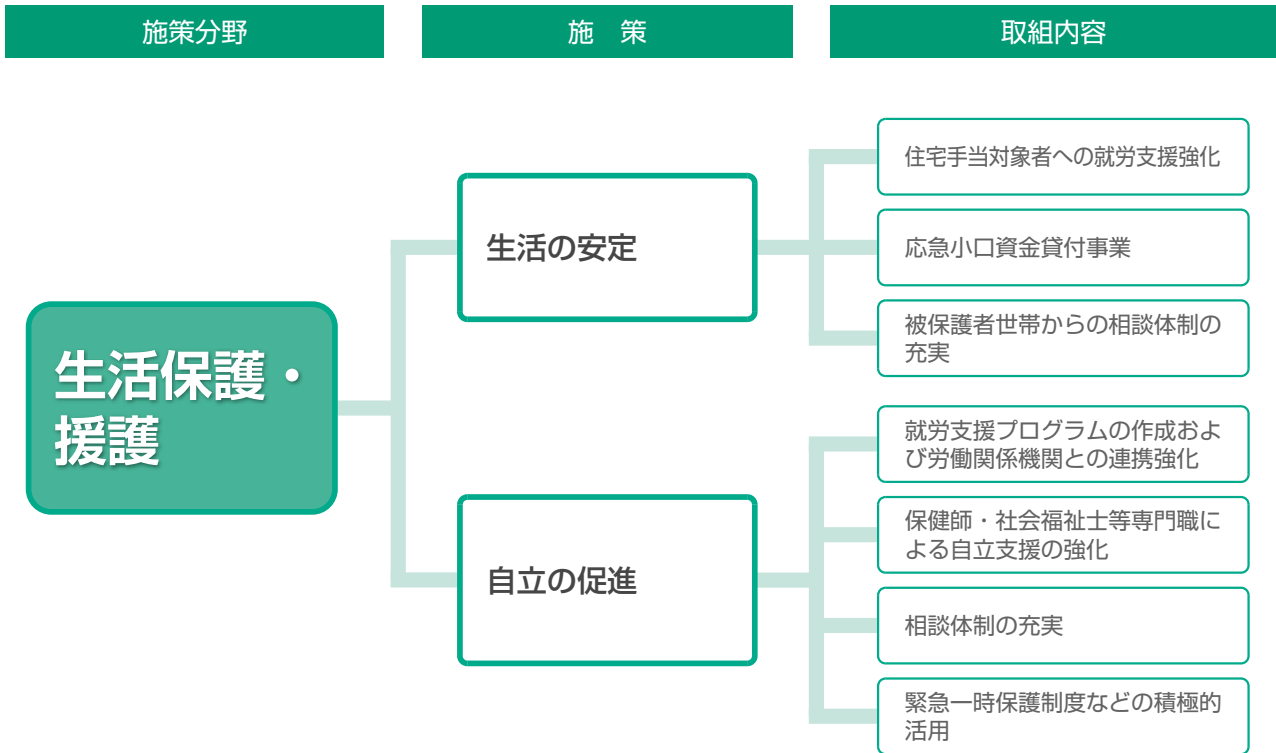 施策分野
施　策
取組内容
生活保護・
援護
生活の安定
住宅手当対象者への就労支援強化
応急小口資金貸付事業
被保護者世帯からの相談体制の
充実
自立の促進
就労支援プログラムの作成およ
び労働関係機関との連携強化
保健師・社会福祉士等専門職に
よる自立支援の強化
相談体制の充実
緊急一時保護制度などの積極的
活用